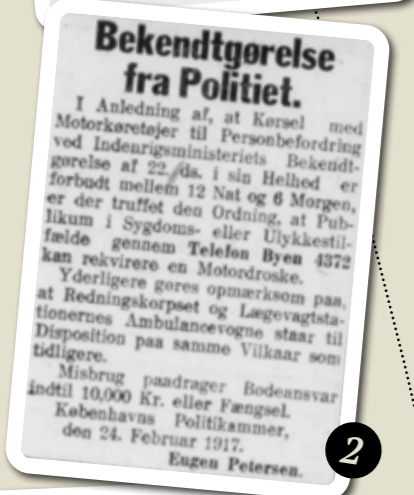 Bekendtgørelse
fra Politiet.
I Anledning af, at Kørsel med
Motorkøretøjer til Personbefordring
ved Indenrigsministeriets Bekendt-
gørelse af 22. ds. i sin Helhed er
forbudt mellem 12 Nat og 6 Morgen,
er der truffet den Ordning, at Pub-
likum i Sygdoms- eller Ulykkestil-
fælde gennem Telefon Byen 4372
kan rekvirere en Motordroske.
Yderligere gøres opmærksom paa,
at Redningskorpset og Lægevagtsta-
tionernes Ambulancevogne staar til
Disposition paa samme Vilkaar som
tidligere.
Misbrug paadrager Bødeansvar
indtil 10,000 Kr. eller Fængsel.
Københavns Politikammer,
den 24. Februar 1917.
Eugen Petersen.
2